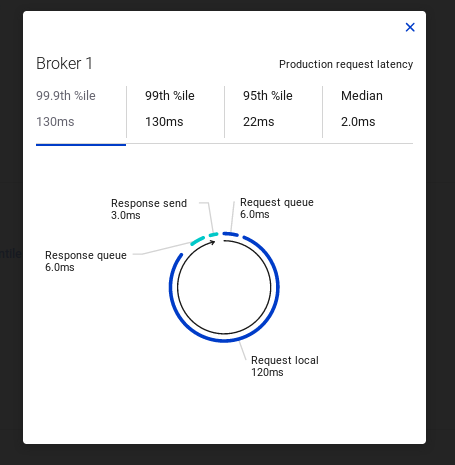 Broker 1
Production request latency
99.9th %ile
99th %ile
95th %ile
Median
130ms
130ms
22ms
2.0ms
Response send
3.0ms
Request queue
6.0ms
Response queue
6.0ms
Request local
120ms